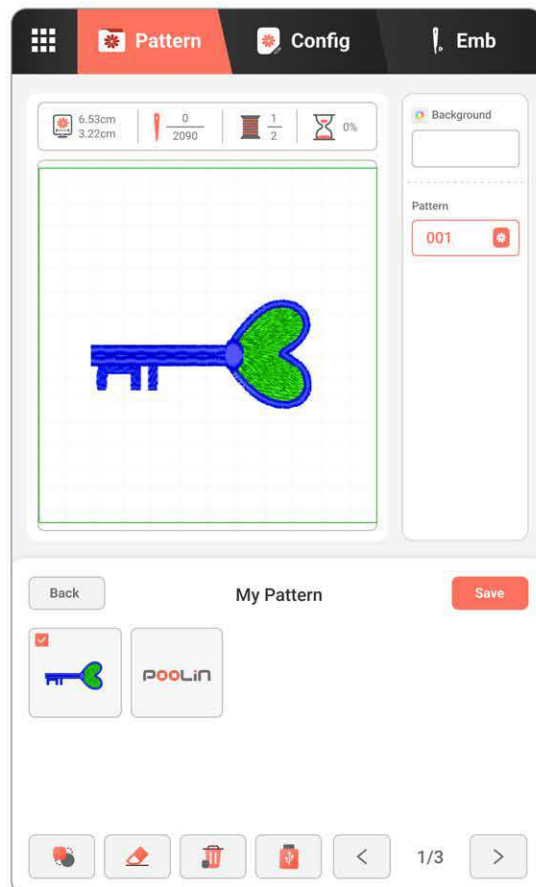 Pattern
Config
Emb
6.53cm
3.22cm
0
2090
1
2
0%
Background
Pattern
001
Back
My Pattern
Save
POOLiN
1/3